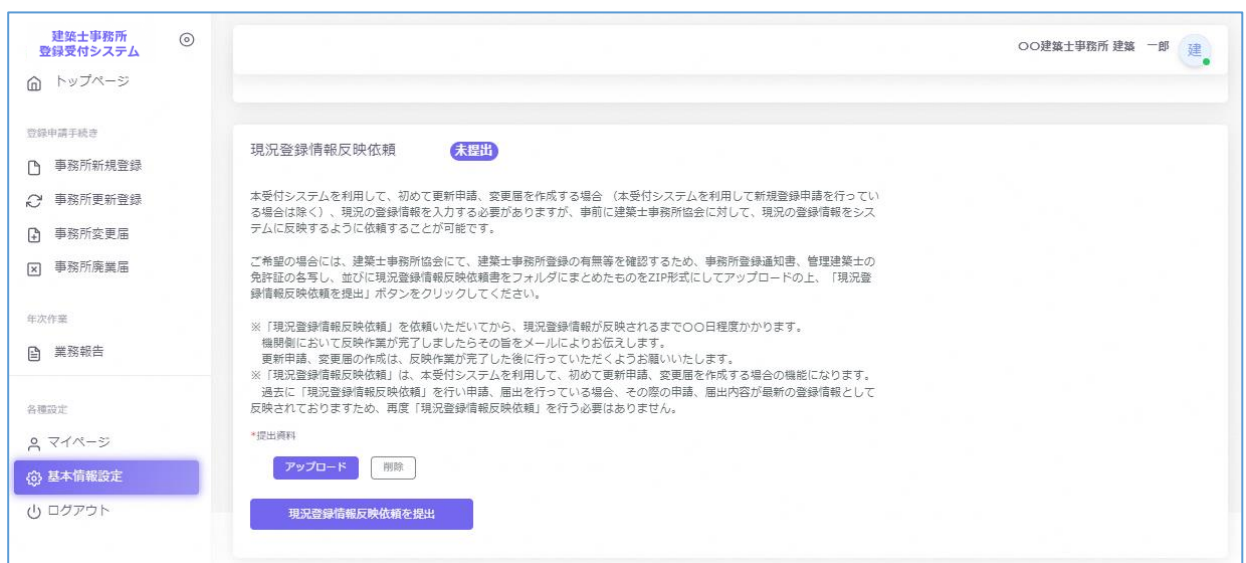 建築士事務所
登録受付システム
トップページ
登録申請手続き
事務所新規登録
事務所更新登録
事務所変更届
事務所廃業届
年次作業
業務報告
各種設定
マイページ
基本情報設定
ログアウト
〇〇建築士事務所 建築 一郎
建
現況登録情報反映依頼 未提出
本受付システムを利用して、初めて更新申請、変更届を作成する場合 （本受付システムを利用して新規登録申請を行ってい
る場合は除く）、現況の登録情報を入力する必要がありますが、事前に建築士事務所協会に対して、現況の登録情報をシス
テムに反映するように依頼することが可能です。
ご希望の場合には、建築士事務所協会にて、建築士事務所登録の有無等を確認するため、事務所登録通知書、管理建築士の
免許証の各写し、並びに現況登録情報反映依頼書をフォルダにまとめたものをZIP形式にしてアップロードの上、「現況登
録情報反映依頼を提出」ボタンをクリックしてください。
※「現況登録情報反映依頼」を依頼いただいてから、現況登録情報が反映されるまで〇〇日程度かかります。
機関側において反映作業が完了しましたらその旨をメールによりお伝えします。
更新申請、変更届の作成は、反映作業が完了した後に行っていただくようお願いいたします。
※「現況登録情報反映依頼」は、本受付システムを利用して、初めて更新申請、変更届を作成する場合の機能になります。
過去に「現況登録情報反映依頼」を行い申請、届出を行っている場合、その際の申請、届出内容が最新の登録情報として
反映されておりますため、再度「現況登録情報反映依頼」を行う必要はありません。
*提出資料
アップロード 削除
現況登録情報反映依頼を提出